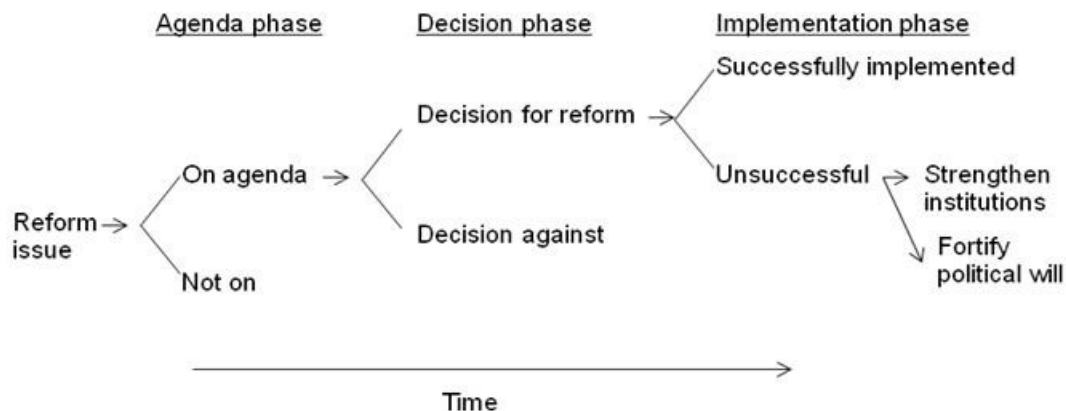 Agenda phase
Decision phase
Implementation phase
Successfully implemented
Decision for reform
On agenda
Unsuccessful
Strengthen
institutions
Reform
issue
Decision against
Fortify
political will
Not on
Time